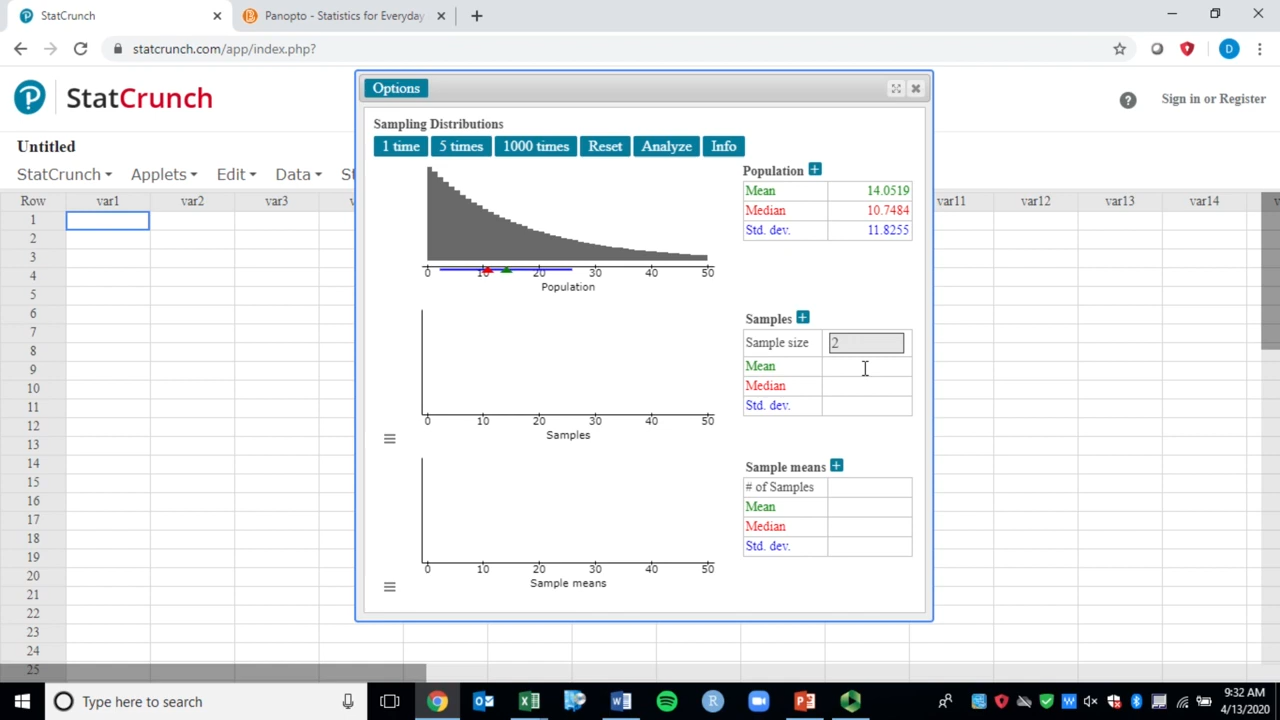 StatCrunch
Panopto - Statistics for Everyday
statcrunch.com/app/index.php?
D
StatCrunch
Sign in or Register
Untitled
StatCrunch Applets Edit Data St
Options
Sampling Distributions
1 time 5 times 1000 times Reset Analyze Info
Population
Mean 14.0519
Median 10.7484
Std. dev. 11.8255
0 10 20 30 40 50
Population
Samples
Sample size 2
Mean
Median
Std. dev.
0 10 20 30 40 50
Samples
Sample means
# of Samples
Mean
Median
Std. dev.
0 10 20 30 40 50
Sample means
Row var1 var2 var3 var11 var12 var13 var14
1
2
3
4
5
6
7
8
9
10
11
12
13
14
15
16
17
18
19
20
21
22
23
24
25
Type here to search
9:32 AM
4/13/2020